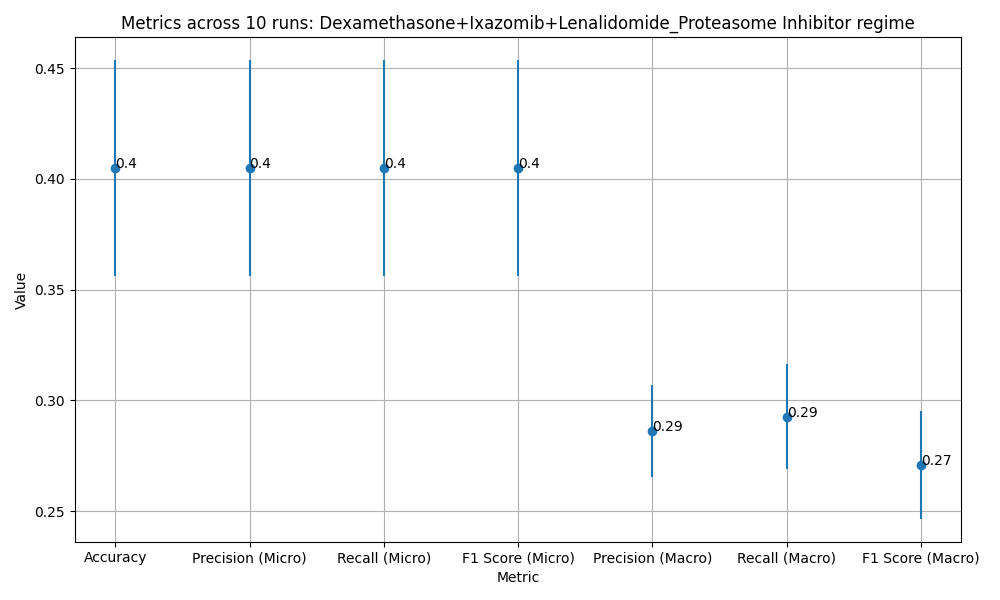 Metrics across 10 runs: Dexamethasone+Ixazomib+Lenalidomide_Proteasome Inhibitor regime
0.45
0.40
0.35
0.30
0.25
Value
0.4
0.4
0.4
0.4
0.29
0.29
0.27
Accuracy
Precision (Micro)
Recall (Micro)
F1 Score (Micro)
Precision (Macro)
Recall (Macro)
F1 Score (Macro)
Metric